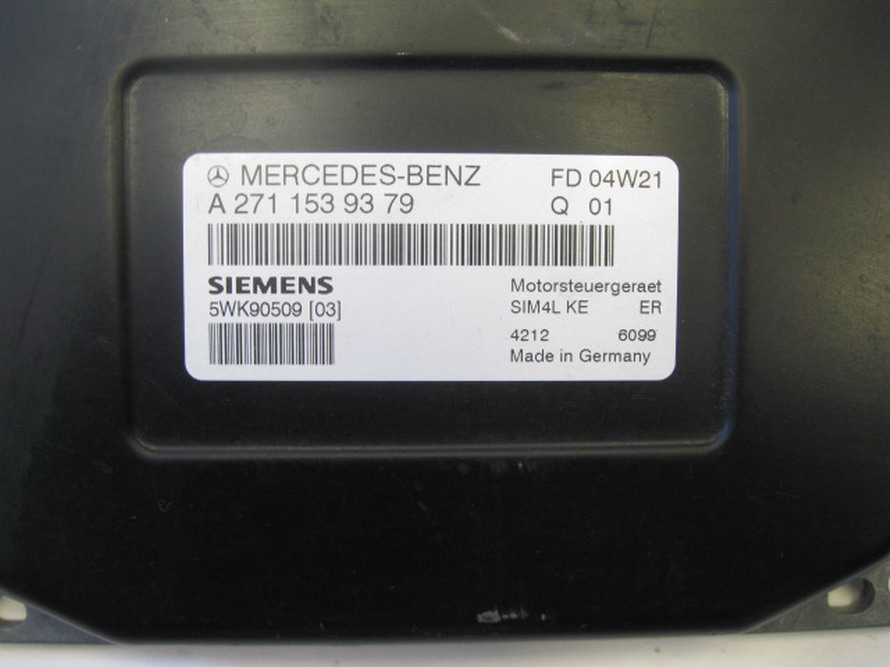 MERCEDES-BENZ FD 04W21
A 271 153 93 79 Q 01
SIEMENS Motorsteuergeraet
5WK90509 [03] SIM4L KE ER
4212 6099
Made in Germany